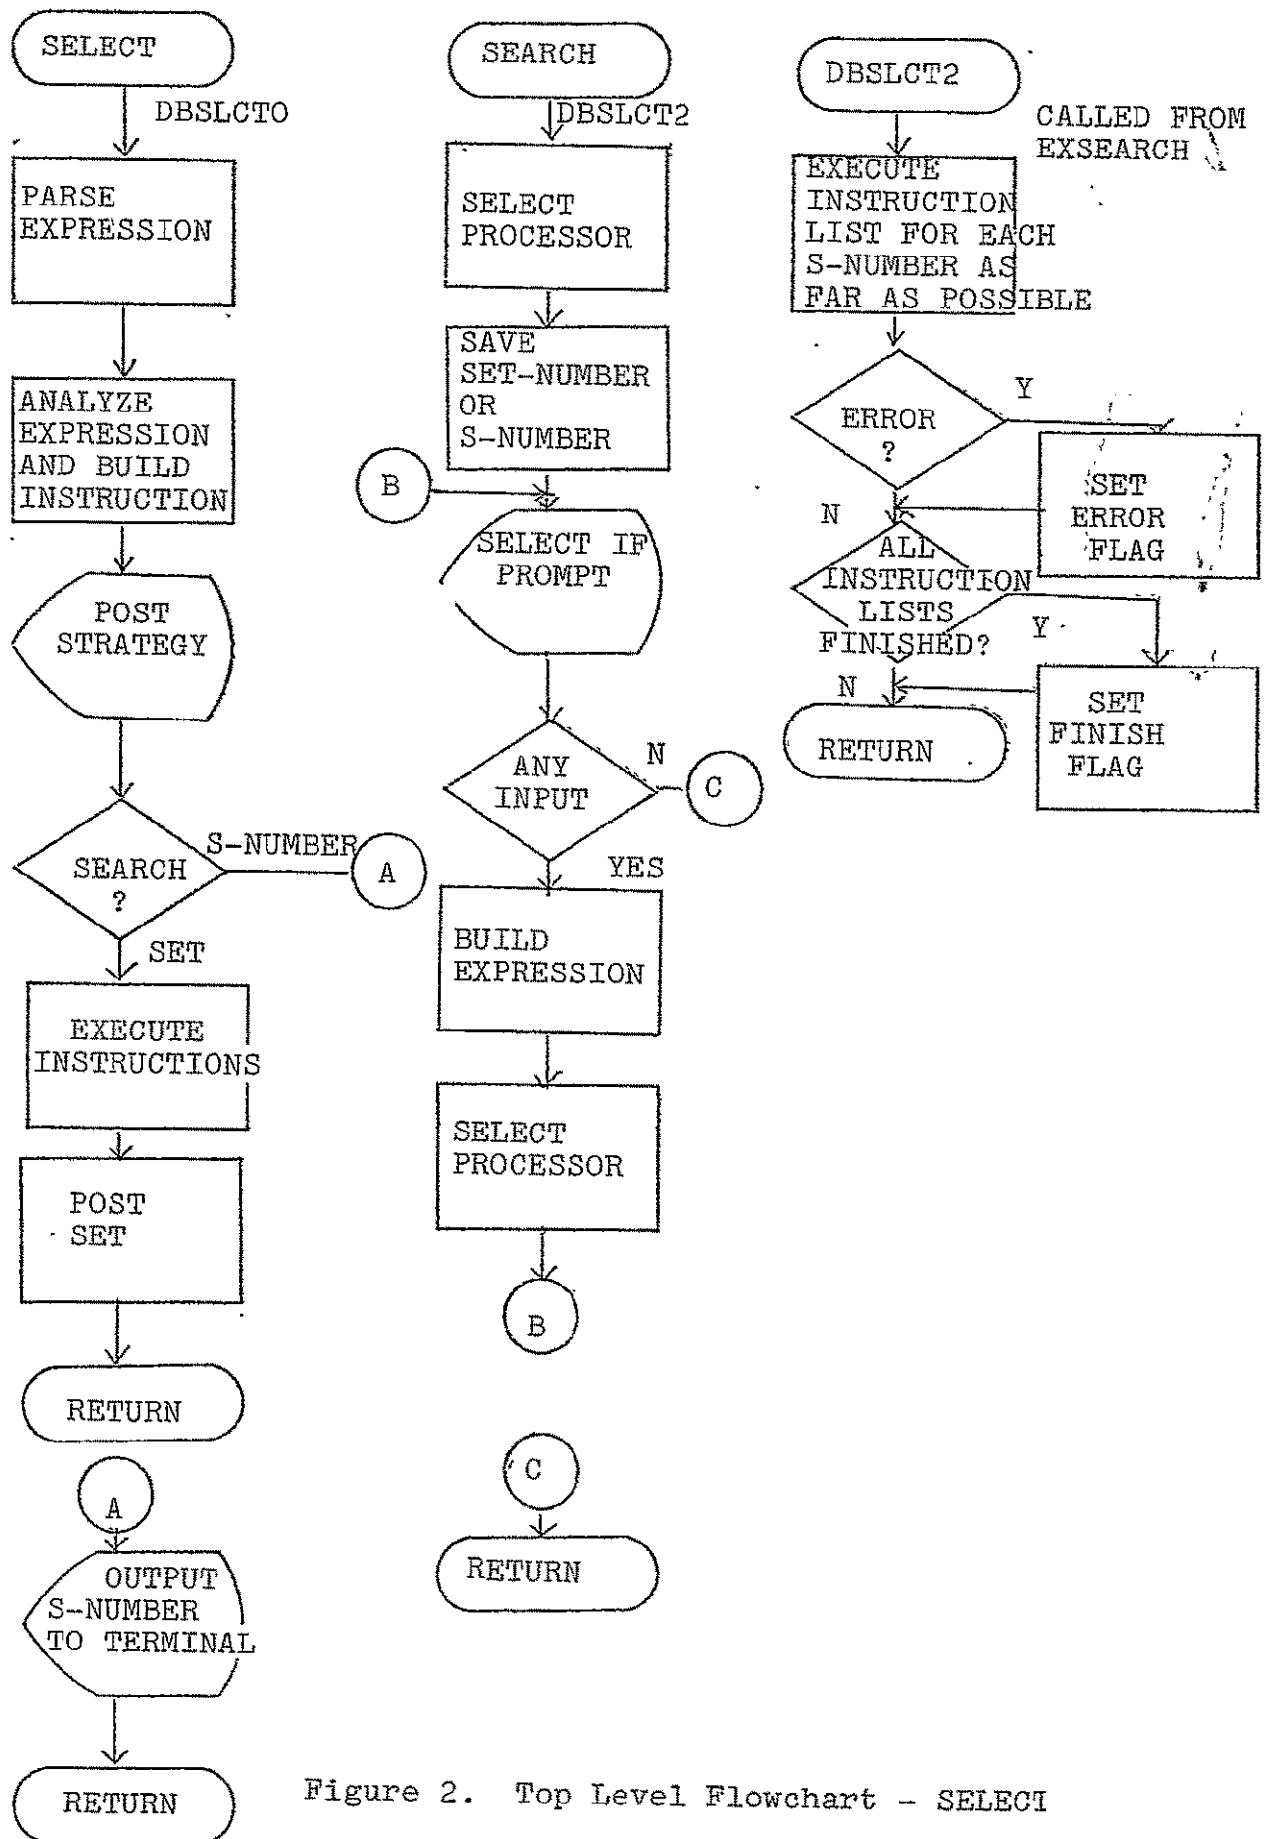 SELECT
DBSLCTO
PARSE
EXPRESSION
ANALYZE
EXPRESSION
AND BUILD
INSTRUCTION
POST
STRATEGY
SEARCH
?
S-NUMBER
A
SET
EXECUTE
INSTRUCTIONS
POST
SET
RETURN
A
OUTPUT
S-NUMBER
TO TERMINAL
RETURN
SEARCH
DBSLCT2
SELECT
PROCESSOR
SAVE
SET-NUMBER
OR
S-NUMBER
B
SELECT IF
PROMPT
ANY
INPUT
N
C
YES
BUILD
EXPRESSION
SELECT
PROCESSOR
B
C
RETURN
DBSLCT2
CALLED FROM
EXSEARCH
EXECUTE
INSTRUCTION
LIST FOR EACH
S-NUMBER AS
FAR AS POSSIBLE
ERROR
?
Y
SET
ERROR
FLAG
N
ALL
INSTRUCTION
LISTS
FINISHED?
Y
SET
FINISH
FLAG
N
RETURN
Figure 2. Top Level Flowchart - SELECT